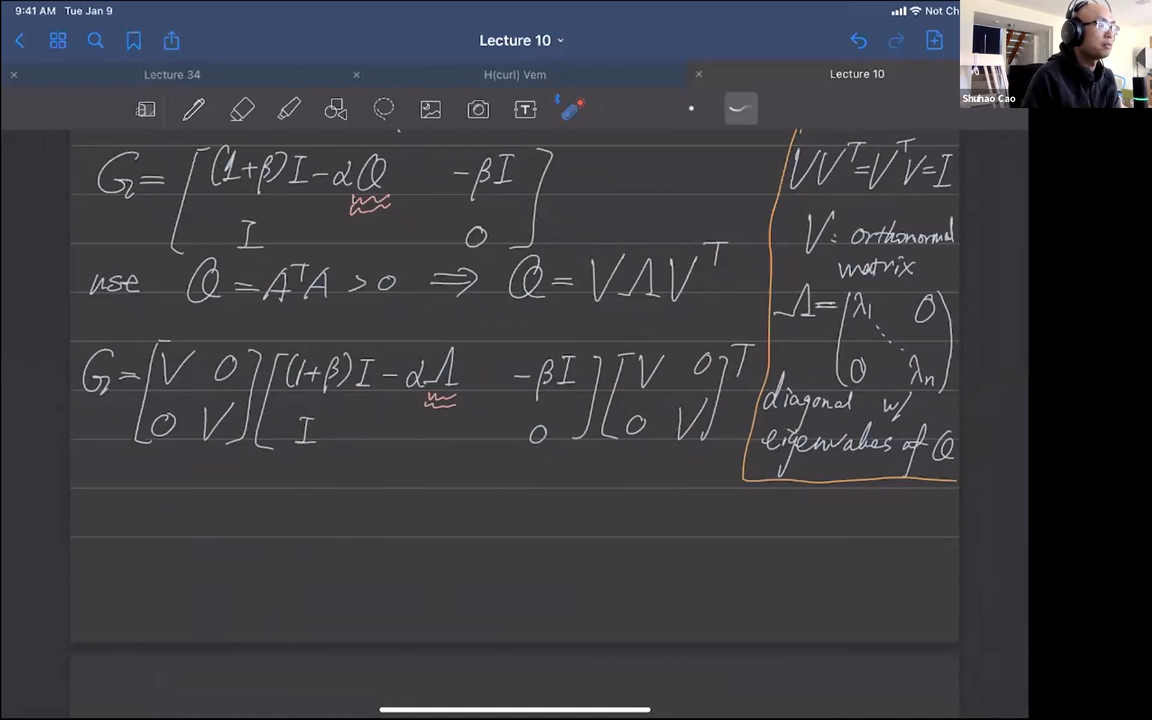 9:41 AM Tue Jan 9
Not Ch
Lecture 10
Lecture 34
H(curl) Vem
Lecture 10
Shuhao Cao
G = [ (1+β)I-αQ -βI
I 0 ]
use Q = AᵀA > 0 ⟹ Q = VΛVᵀ
G = [ V 0
0 V ] [ (1+β)I-αΛ -βI
I 0 ] [ V 0
0 V ]ᵀ
VVᵀ=VᵀV=I
V: orthonormal
matrix
Λ= ( λ₁ 0
⋱
0 λₙ )
diagonal w/
eigenvalues of Q